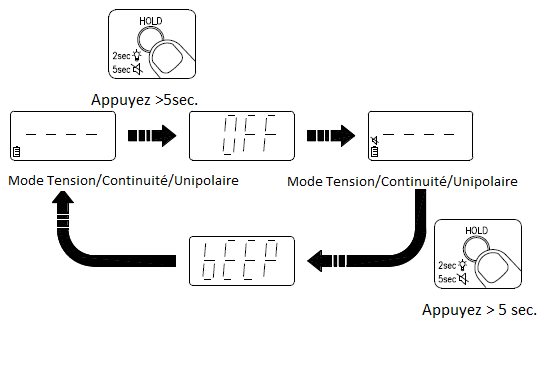 HOLD
2sec
5sec
Appuyez >5sec.
- - - -
OFF
- - - -
Mode Tension/Continuité/Unipolaire
Mode Tension/Continuité/Unipolaire
HOLD
2sec
5sec
Appuyez > 5 sec.